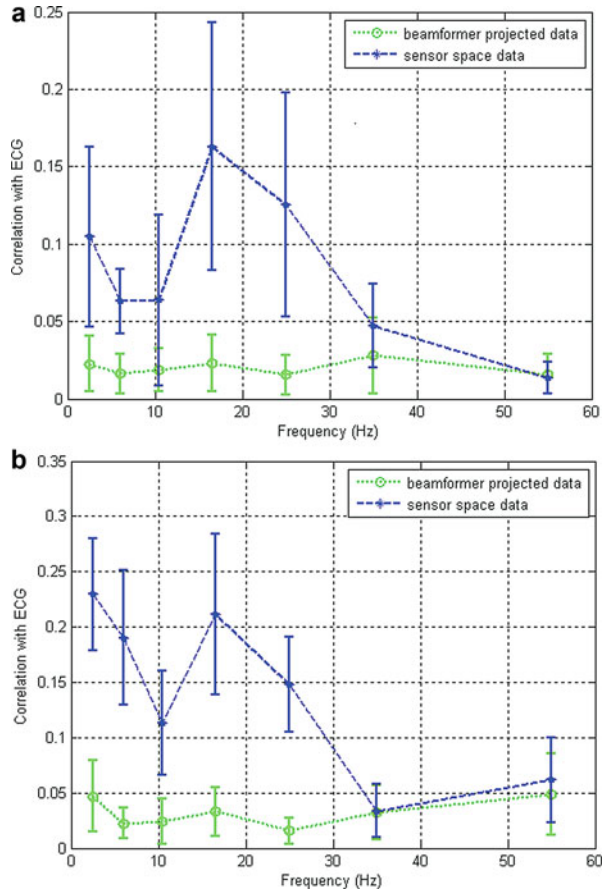 a
0.25
beamformer projected data
sensor space data
0.2
0.15
0.1
0.05
0
Correlation with ECG
0 10 20 30 40 50 60
Frequency (Hz)
b
0.35
beamformer projected data
sensor space data
0.3
0.25
0.2
0.15
0.1
0.05
0
Correlation with ECG
0 10 20 30 40 50 60
Frequency (Hz)